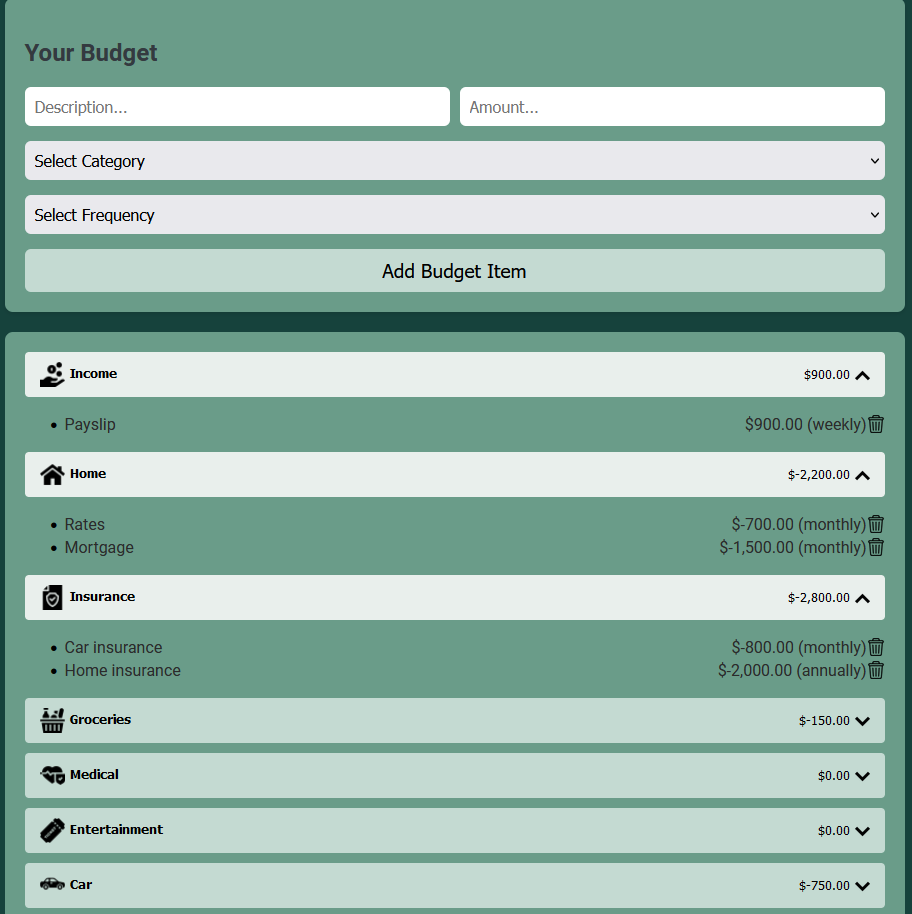 Your Budget
Description... Amount...
Select Category
Select Frequency
Add Budget Item
Income $900.00
Payslip $900.00 (weekly)
Home $-2,200.00
Rates $-700.00 (monthly)
Mortgage $-1,500.00 (monthly)
Insurance $-2,800.00
Car insurance $-800.00 (monthly)
Home insurance $-2,000.00 (annually)
Groceries $-150.00
Medical $0.00
Entertainment $0.00
Car $-750.00